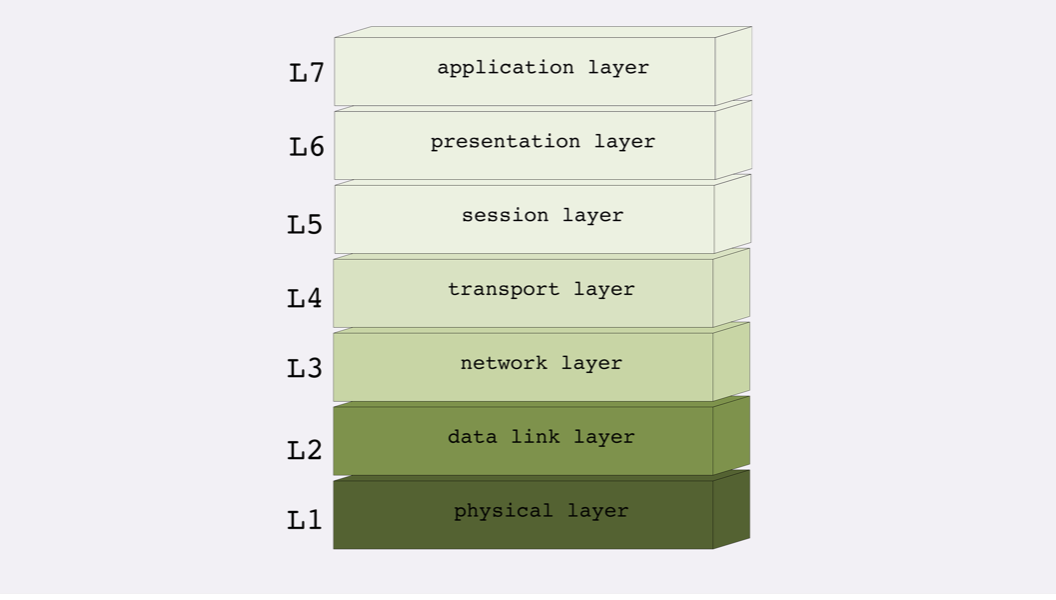 L7 application layer
L6 presentation layer
L5 session layer
L4 transport layer
L3 network layer
L2 data link layer
L1 physical layer